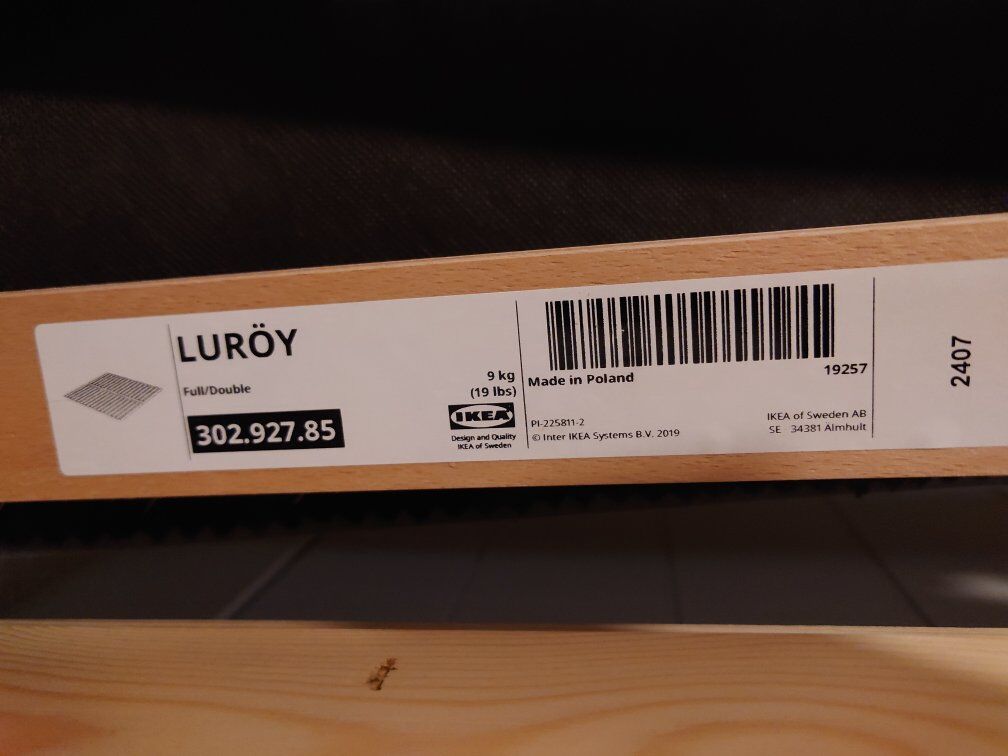 LURÖY
Full/Double
302.927.85
9 kg
(19 lbs)
IKEA
Design and Quality
IKEA of Sweden
Made in Poland
19257
PI-225811-2
© Inter IKEA Systems B.V. 2019
IKEA of Sweden AB
SE 34381 Älmhult
2407